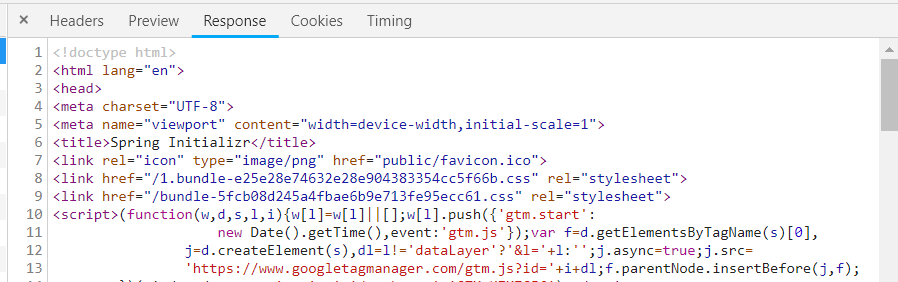 × Headers Preview Response Cookies Timing
1 <!doctype html>
2 <html lang="en">
3 <head>
4 <meta charset="UTF-8">
5 <meta name="viewport" content="width=device-width,initial-scale=1">
6 <title>Spring Initializr</title>
7 <link rel="icon" type="image/png" href="public/favicon.ico">
8 <link href="/1.bundle-e25e28e74632e28e904383354cc5f66b.css" rel="stylesheet">
9 <link href="/bundle-5fcb08d245a4fbae6b9e713fe95ecc61.css" rel="stylesheet">
10 <script>(function(w,d,s,l,i){w[l]=w[l]||[];w[l].push({'gtm.start':
11 new Date().getTime(),event:'gtm.js'});var f=d.getElementsByTagName(s)[0],
12 j=d.createElement(s),dl=l!='dataLayer'?'&l='+l:'';j.async=true;j.src=
13 'https://www.googletagmanager.com/gtm.js?id='+i+dl;f.parentNode.insertBefore(j,f);